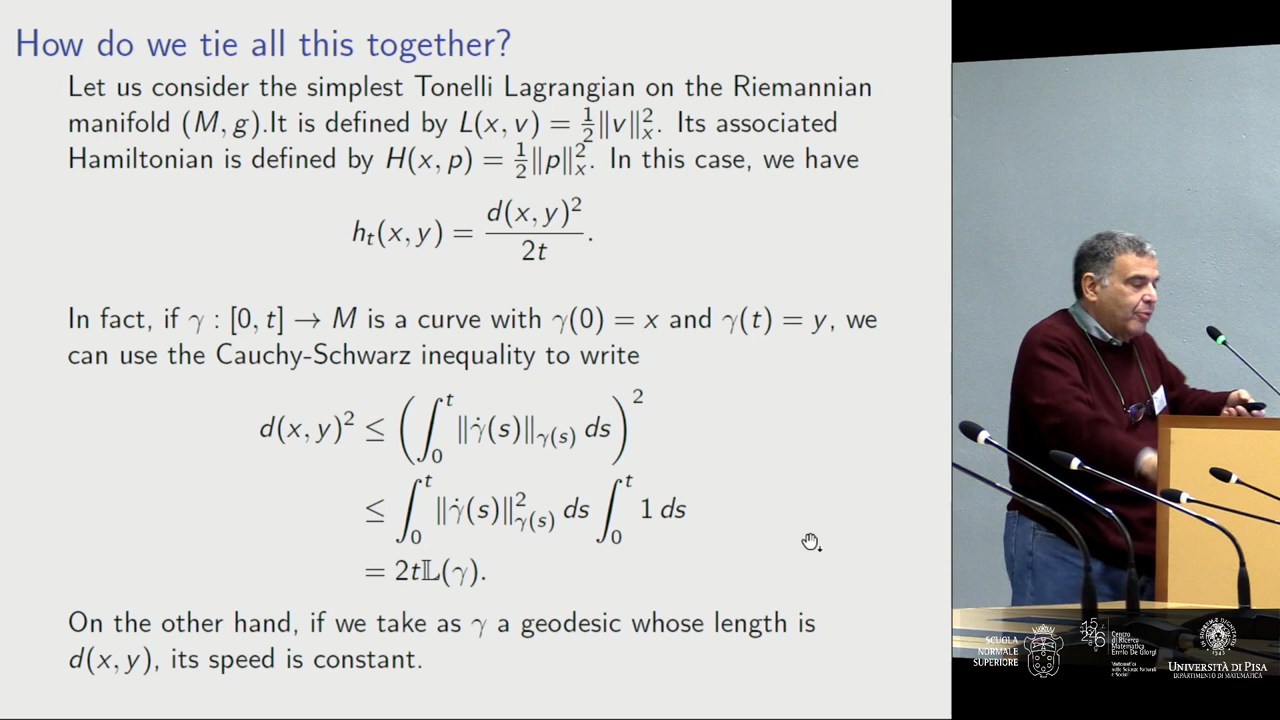 How do we tie all this together?
Let us consider the simplest Tonelli Lagrangian on the Riemannian
manifold (M, g).It is defined by L(x, v) = ½‖v‖²ₓ. Its associated
Hamiltonian is defined by H(x, p) = ½‖p‖²ₓ. In this case, we have
hₜ(x, y) = d(x, y)² / 2t.
In fact, if γ : [0, t] → M is a curve with γ(0) = x and γ(t) = y, we
can use the Cauchy-Schwarz inequality to write
d(x, y)² ≤ (∫₀ᵗ ‖γ̇(s)‖_γ(s) ds)²
≤ ∫₀ᵗ ‖γ̇(s)‖²_γ(s) ds ∫₀ᵗ 1 ds
= 2t𝕃(γ).
On the other hand, if we take as γ a geodesic whose length is
d(x, y), its speed is constant.
SCUOLA
NORMALE
SUPERIORE
Centro
di Ricerca
Matematica
Ennio De Giorgi
UNIVERSITÀ DI PISA
DIPARTIMENTO DI MATEMATICA